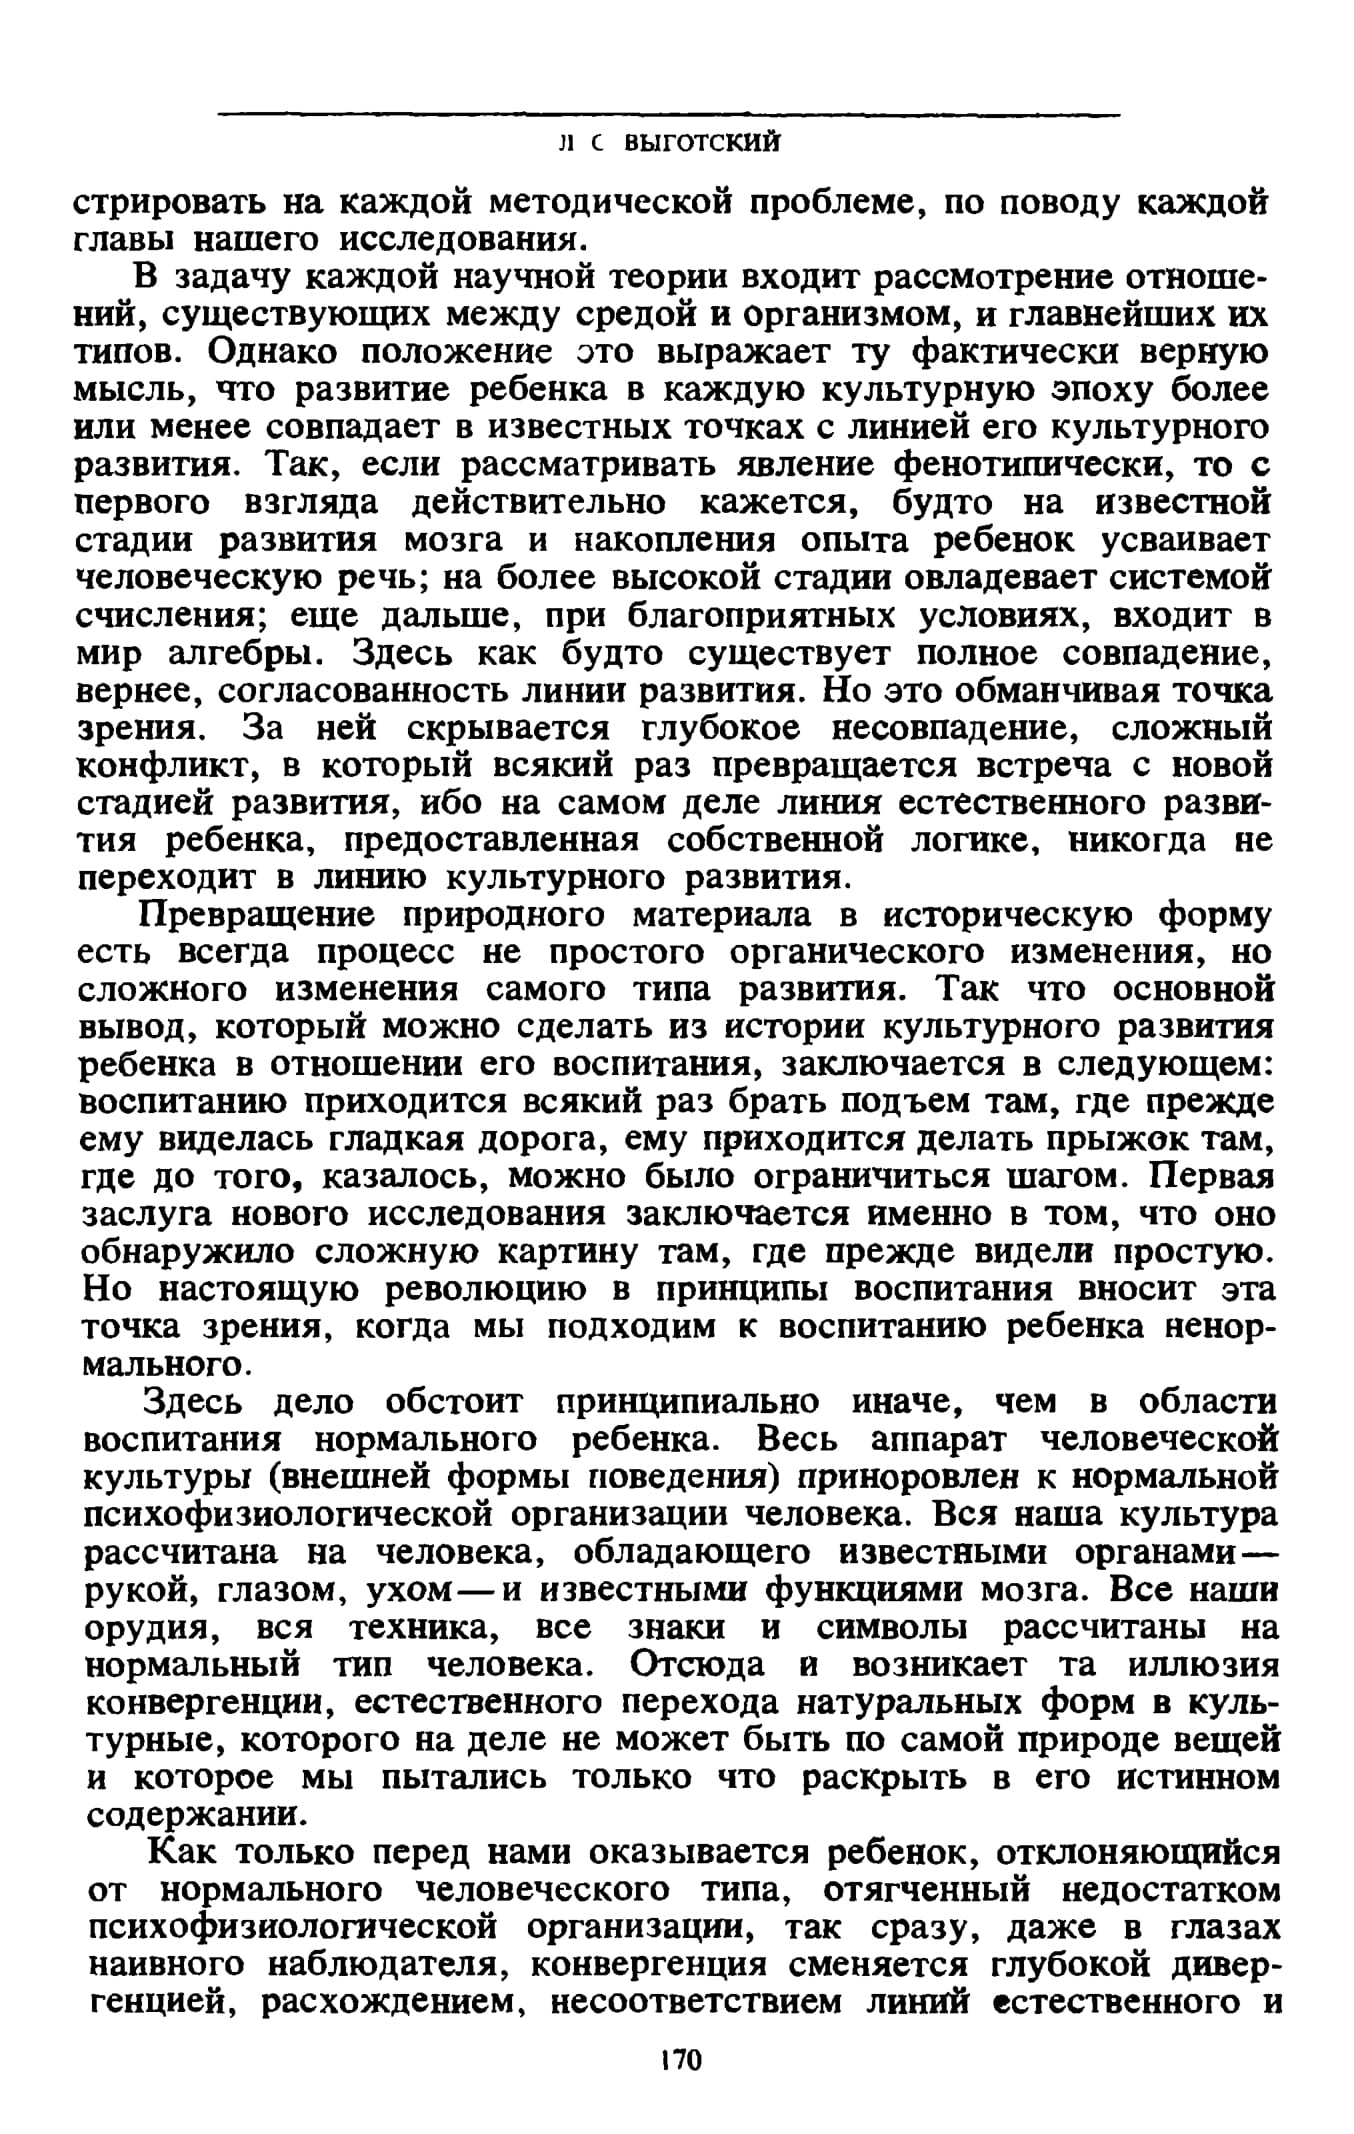 Л С ВЫГОТСКИЙ
стрировать на каждой методической проблеме, по поводу каждой
главы нашего исследования.
В задачу каждой научной теории входит рассмотрение отноше-
ний, существующих между средой и организмом, и главнейших их
типов. Однако положение это выражает ту фактически верную
мысль, что развитие ребенка в каждую культурную эпоху более
или менее совпадает в известных точках с линией его культурного
развития. Так, если рассматривать явление фенотипически, то с
первого взгляда действительно кажется, будто на известной
стадии развития мозга и накопления опыта ребенок усваивает
человеческую речь; на более высокой стадии овладевает системой
счисления; еще дальше, при благоприятных условиях, входит в
мир алгебры. Здесь как будто существует полное совпадение,
вернее, согласованность линии развития. Но это обманчивая точка
зрения. За ней скрывается глубокое несовпадение, сложный
конфликт, в который всякий раз превращается встреча с новой
стадией развития, ибо на самом деле линия естественного разви-
тия ребенка, предоставленная собственной логике, никогда не
переходит в линию культурного развития.
Превращение природного материала в историческую форму
есть всегда процесс не простого органического изменения, но
сложного изменения самого типа развития. Так что основной
вывод, который можно сделать из истории культурного развития
ребенка в отношении его воспитания, заключается в следующем:
воспитанию приходится всякий раз брать подъем там, где прежде
ему виделась гладкая дорога, ему приходится делать прыжок там,
где до того, казалось, можно было ограничиться шагом. Первая
заслуга нового исследования заключается именно в том, что оно
обнаружило сложную картину там, где прежде видели простую.
Но настоящую революцию в принципы воспитания вносит эта
точка зрения, когда мы подходим к воспитанию ребенка ненор-
мального.
Здесь дело обстоит принципиально иначе, чем в области
воспитания нормального ребенка. Весь аппарат человеческой
культуры (внешней формы поведения) приноровлен к нормальной
психофизиологической организации человека. Вся наша культура
рассчитана на человека, обладающего известными органами—
рукой, глазом, ухом—и известными функциями мозга. Все наши
орудия, вся техника, все знаки и символы рассчитаны на
нормальный тип человека. Отсюда и возникает та иллюзия
конвергенции, естественного перехода натуральных форм в куль-
турные, которого на деле не может быть по самой природе вещей
и которое мы пытались только что раскрыть в его истинном
содержании.
Как только перед нами оказывается ребенок, отклоняющийся
от нормального человеческого типа, отягченный недостатком
психофизиологической организации, так сразу, даже в глазах
наивного наблюдателя, конвергенция сменяется глубокой дивер-
генцией, расхождением, несоответствием линий естественного и
170